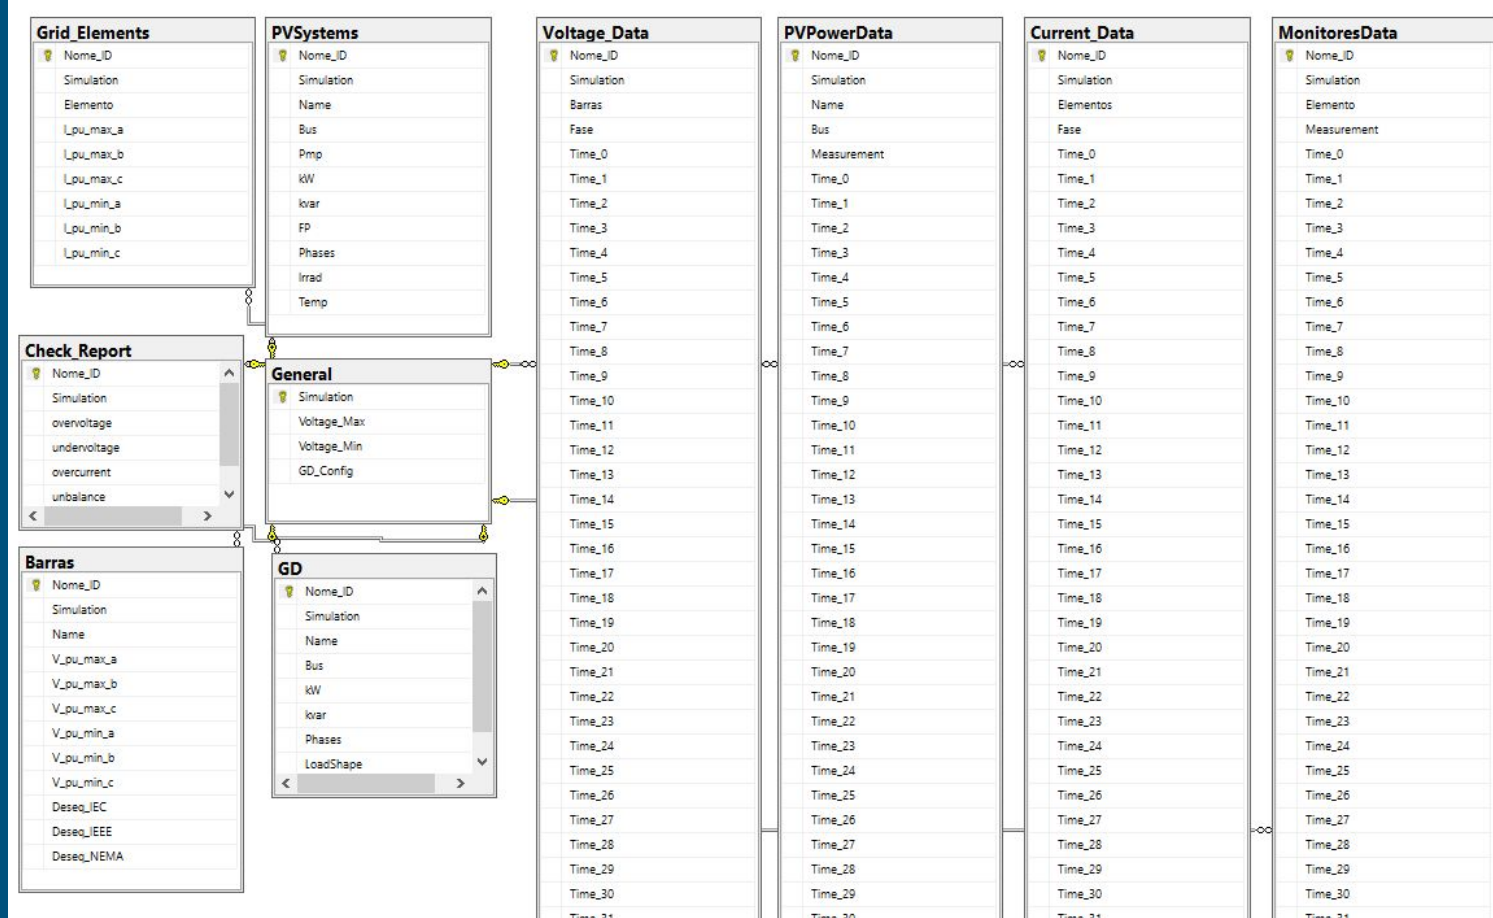 Grid_Elements
Nome_ID
Simulation
Elemento
I_pu_max_a
I_pu_max_b
I_pu_max_c
I_pu_min_a
I_pu_min_b
I_pu_min_c
PVSystems
Nome_ID
Simulation
Name
Bus
Pmp
kW
kvar
FP
Phases
Irrad
Temp
Check_Report
Nome_ID
Simulation
overvoltage
undervoltage
overcurrent
unbalance
General
Simulation
Voltage_Max
Voltage_Min
GD_Config
Barras
Nome_ID
Simulation
Name
V_pu_max_a
V_pu_max_b
V_pu_max_c
V_pu_min_a
V_pu_min_b
V_pu_min_c
Deseq_IEC
Deseq_IEEE
Deseq_NEMA
GD
Nome_ID
Simulation
Name
Bus
kW
kvar
Phases
LoadShape
Voltage_Data
Nome_ID
Simulation
Barras
Fase
Time_0
Time_1
Time_2
Time_3
Time_4
Time_5
Time_6
Time_7
Time_8
Time_9
Time_10
Time_11
Time_12
Time_13
Time_14
Time_15
Time_16
Time_17
Time_18
Time_19
Time_20
Time_21
Time_22
Time_23
Time_24
Time_25
Time_26
Time_27
Time_28
Time_29
Time_30
Time_31
PVPowerData
Nome_ID
Simulation
Name
Bus
Measurement
Time_0
Time_1
Time_2
Time_3
Time_4
Time_5
Time_6
Time_7
Time_8
Time_9
Time_10
Time_11
Time_12
Time_13
Time_14
Time_15
Time_16
Time_17
Time_18
Time_19
Time_20
Time_21
Time_22
Time_23
Time_24
Time_25
Time_26
Time_27
Time_28
Time_29
Time_30
Current_Data
Nome_ID
Simulation
Elementos
Fase
Time_0
Time_1
Time_2
Time_3
Time_4
Time_5
Time_6
Time_7
Time_8
Time_9
Time_10
Time_11
Time_12
Time_13
Time_14
Time_15
Time_16
Time_17
Time_18
Time_19
Time_20
Time_21
Time_22
Time_23
Time_24
Time_25
Time_26
Time_27
Time_28
Time_29
Time_30
Time_31
MonitoresData
Nome_ID
Simulation
Elemento
Measurement
Time_0
Time_1
Time_2
Time_3
Time_4
Time_5
Time_6
Time_7
Time_8
Time_9
Time_10
Time_11
Time_12
Time_13
Time_14
Time_15
Time_16
Time_17
Time_18
Time_19
Time_20
Time_21
Time_22
Time_23
Time_24
Time_25
Time_26
Time_27
Time_28
Time_29
Time_30
Time_31